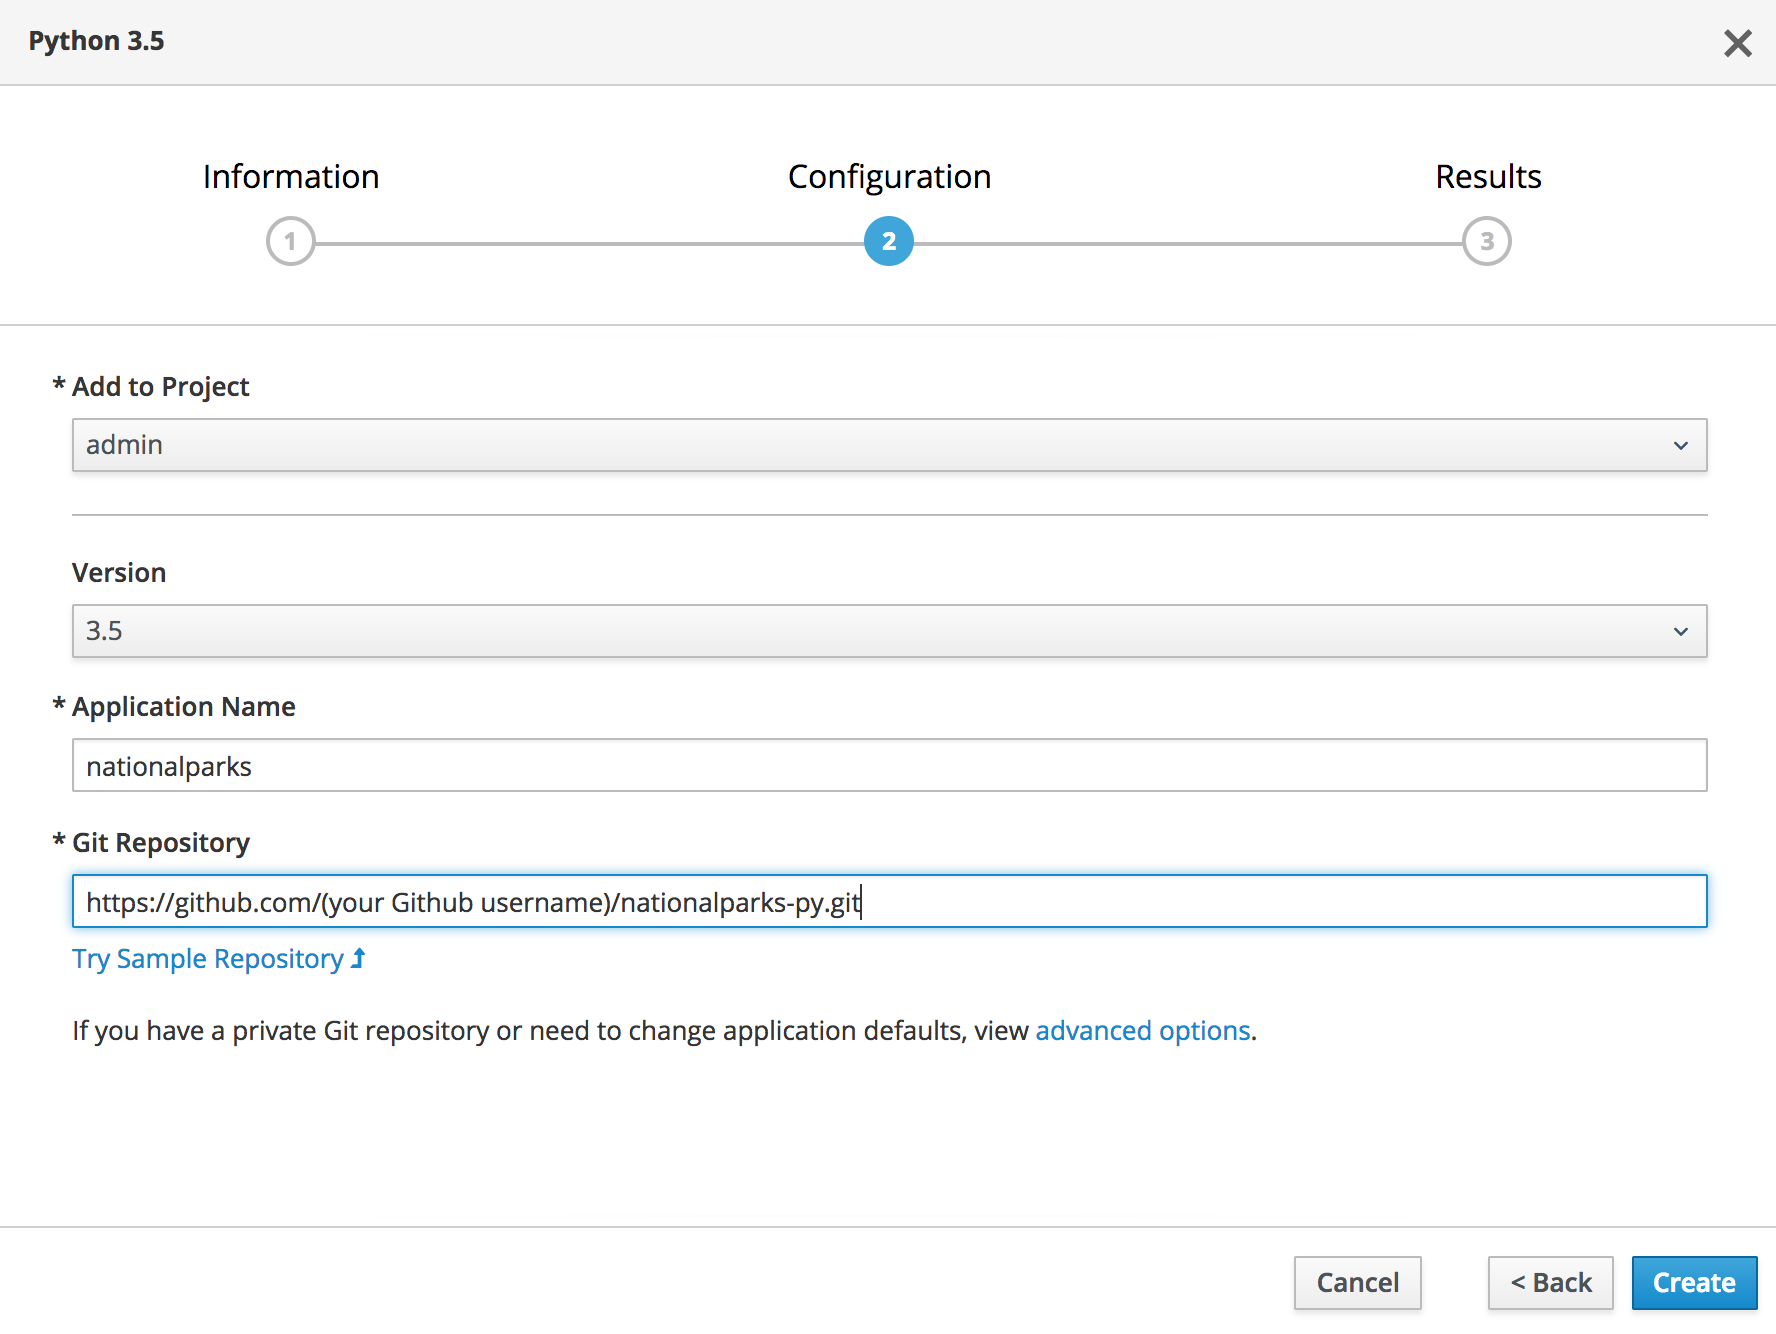 Python 3.5
Information Configuration Results
1 2 3
* Add to Project
admin
Version
3.5
* Application Name
nationalparks
* Git Repository
https://github.com/(your Github username)/nationalparks-py.git
Try Sample Repository
If you have a private Git repository or need to change application defaults, view advanced options.
Cancel < Back Create